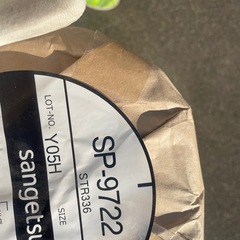 SP-9722
STR336
SIZE
LOT-NO. Y05H
sangetsu